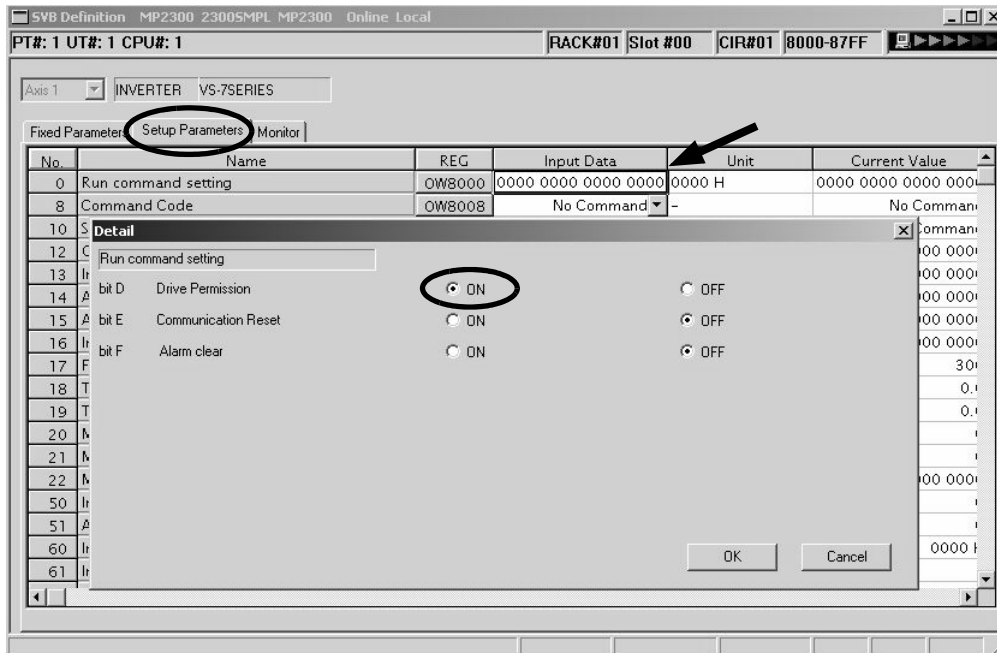 SVB Definition MP2300 2300SMPL MP2300 Online Local
PT#: 1 UT#: 1 CPU#: 1 RACK#01 Slot #00 CIR#01 8000-87FF
Axis 1 INVERTER VS-7SERIES
Fixed Parameters Setup Parameters Monitor
No. Name REG Input Data Unit Current Value
0 Run command setting OW8000 0000 0000 0000 0000 0000 H 0000 0000 0000 000
8 Command Code OW8008 No Command - No Comman
10 S Detail omman
12 C Run command setting 00 000
13 00 000
bit D Drive Permission ON OFF
14 A 00 000
15 A bit E Communication Reset ON OFF 00 000
16 00 000
bit F Alarm clear ON OFF
17 F 30
18 T 0.
19 T 0.
20 M
21 M
22 M 00 000
50
51 A
60 0000 H
OK Cancel
61